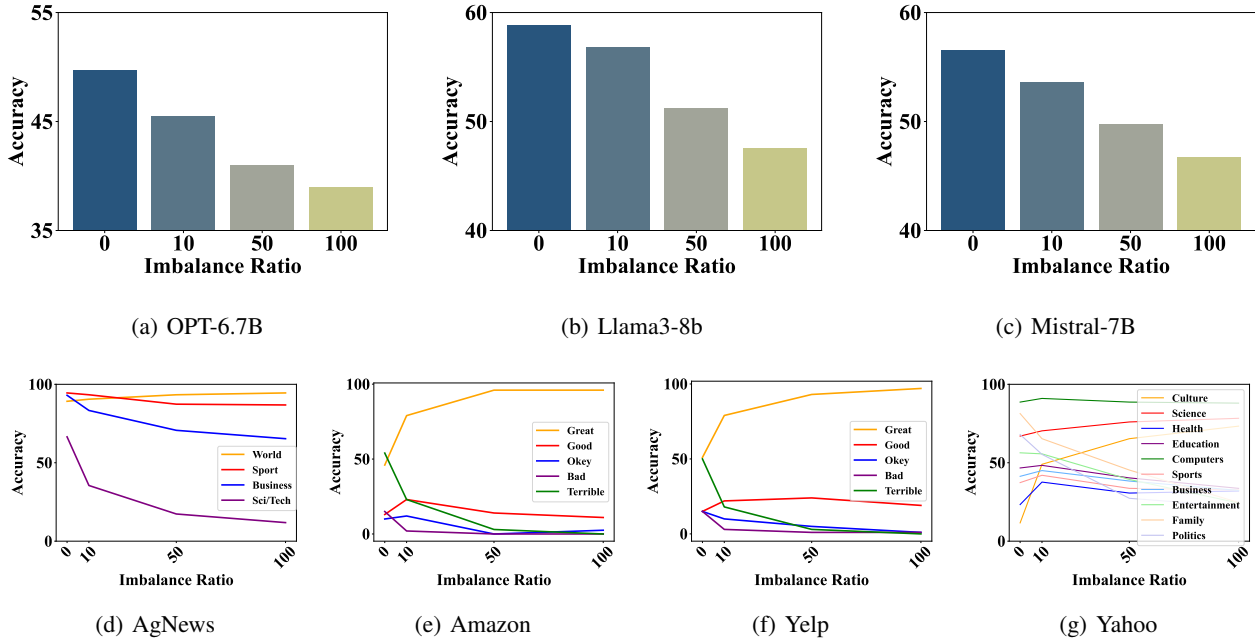 55
45
35
Accuracy
0 10 50 100
Imbalance Ratio
(a) OPT-6.7B
60
50
40
Accuracy
0 10 50 100
Imbalance Ratio
(b) Llama3-8b
60
50
40
Accuracy
0 10 50 100
Imbalance Ratio
(c) Mistral-7B
100
50
0
Accuracy
World
Sport
Business
Sci/Tech
0 10 50 100
Imbalance Ratio
(d) AgNews
100
50
0
Accuracy
Great
Good
Okey
Bad
Terrible
0 10 50 100
Imbalance Ratio
(e) Amazon
100
50
0
Accuracy
Great
Good
Okey
Bad
Terrible
0 10 50 100
Imbalance Ratio
(f) Yelp
100
50
0
Accuracy
Culture
Science
Health
Education
Computers
Sports
Business
Entertainment
Family
Politics
0 10 50 100
Imbalance Ratio
(g) Yahoo